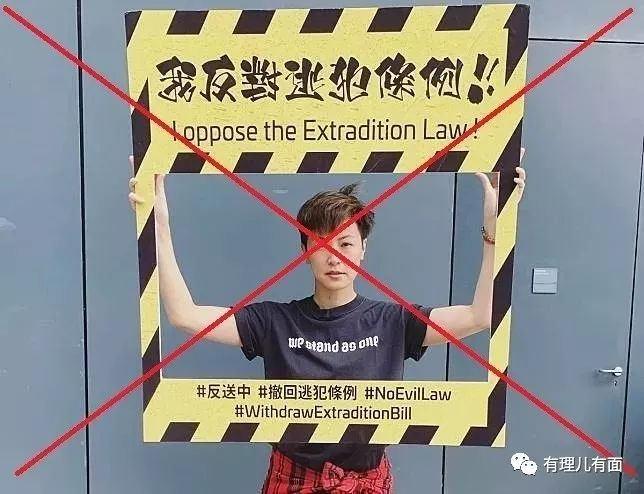 我反對逃犯條例!!
I oppose the Extradition Law!
we stand as one
#反送中 #撤回逃犯條例 #NoEvilLaw
#WithdrawExtraditionBill
有理儿有面